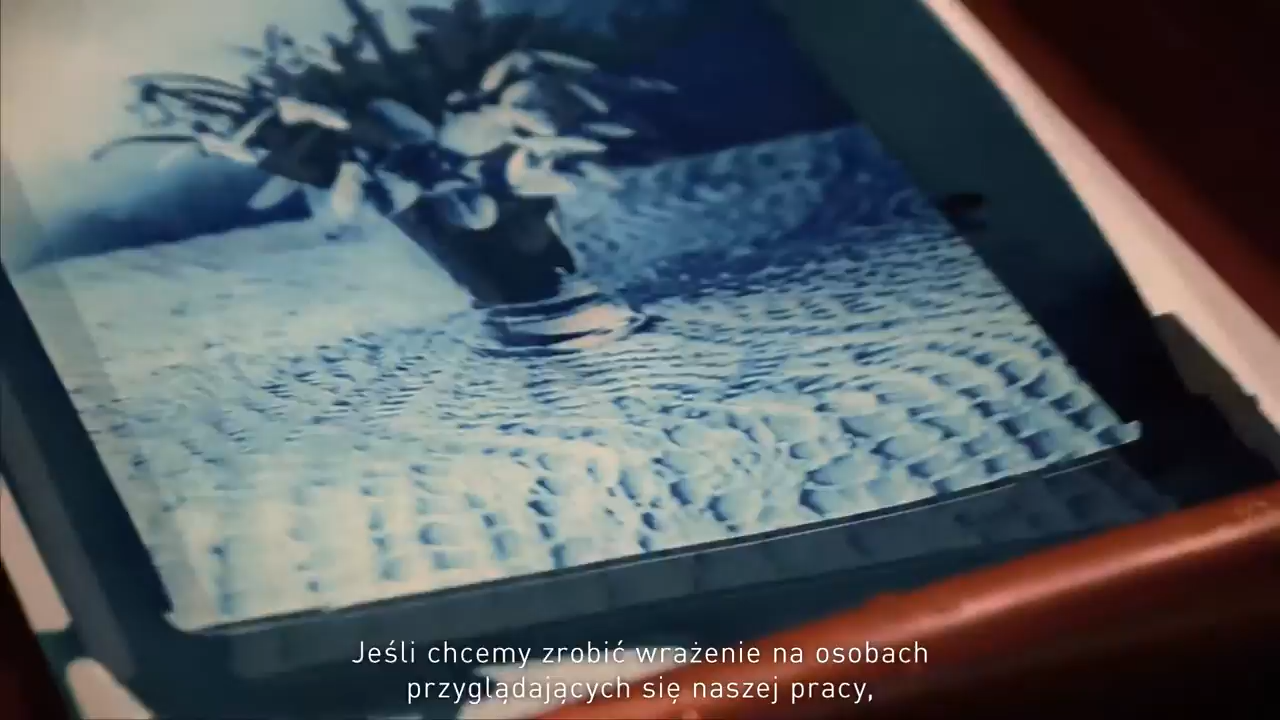 Jeśli chcemy zrobić wrażenie na osobach
przyglądających się naszej pracy,